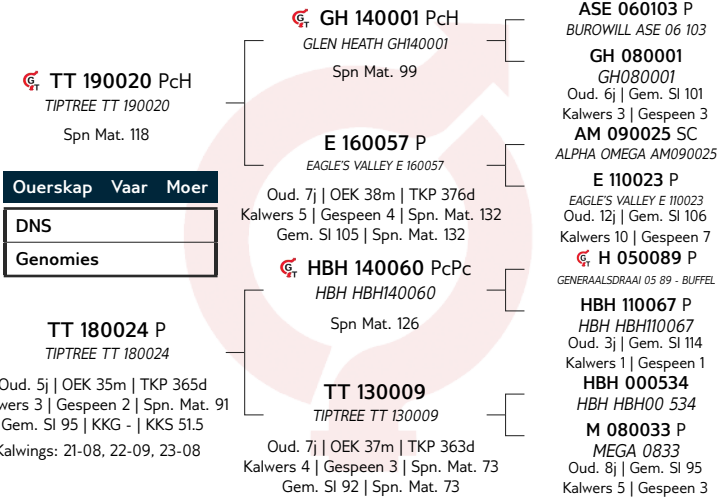 TT 190020 PcH
TIPTREE TT 190020
Spn Mat. 118
Ouerskap Vaar Moer
DNS
Genomies
TT 180024 P
TIPTREE TT 180024
Oud. 5j | OEK 35m | TKP 365d
wers 3 | Gespeen 2 | Spn. Mat. 91
Gem. SI 95 | KKG - | KKS 51.5
Kalwings: 21-08, 22-09, 23-08
GH 140001 PcH
GLEN HEATH GH140001
Spn Mat. 99
E 160057 P
EAGLE'S VALLEY E 160057
Oud. 7j | OEK 38m | TKP 376d
Kalwers 5 | Gespeen 4 | Spn. Mat. 132
Gem. SI 105 | Spn. Mat. 132
HBH 140060 PcPc
HBH HBH140060
Spn Mat. 126
TT 130009
TIPTREE TT 130009
Oud. 7j | OEK 37m | TKP 363d
Kalwers 4 | Gespeen 3 | Spn. Mat. 73
Gem. SI 92 | Spn. Mat. 73
ASE 060103 P
BUROWILL ASE 06 103
GH 080001
GH080001
Oud. 6j | Gem. SI 101
Kalwers 3 | Gespeen 3
AM 090025 SC
ALPHA OMEGA AM090025
E 110023 P
EAGLE'S VALLEY E 110023
Oud. 12j | Gem. SI 106
Kalwers 10 | Gespeen 7
H 050089 P
GENERAALSDRAAI 05 89 - BUFFEL
HBH 110067 P
HBH HBH110067
Oud. 3j | Gem. SI 114
Kalwers 1 | Gespeen 1
HBH 000534
HBH HBH00 534
M 080033 P
MEGA 0833
Oud. 8j | Gem. SI 95
Kalwers 5 | Gespeen 3